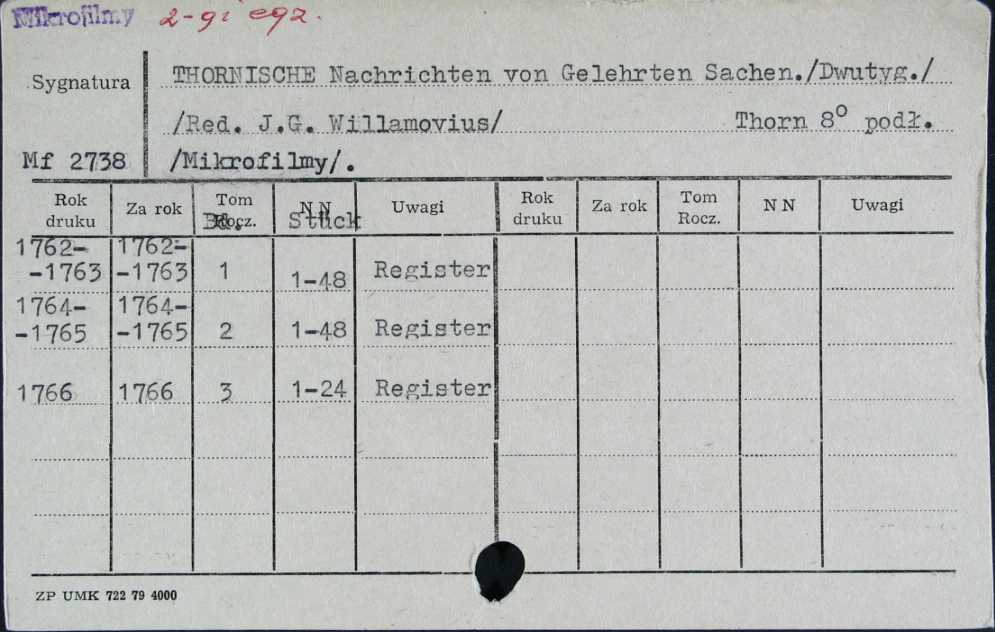 Mikrofilmy 2-gi egz.
Sygnatura THORNISCHE Nachrichten von Gelehrten Sachen./Dwutyg./
/Red. J.G. Willamovius/ Thorn 8° podł.
Mf 2738 /Mikrofilmy/.
Rok druku Za rok Tom Rocz. N N Uwagi Rok druku Za rok Tom Rocz. N N Uwagi
Bd. Stück
1762- 1762-
-1763 -1763 1 1-48 Register
1764- 1764-
-1765 -1765 2 1-48 Register
1766 1766 3 1-24 Register
ZP UMK 722 79 4000